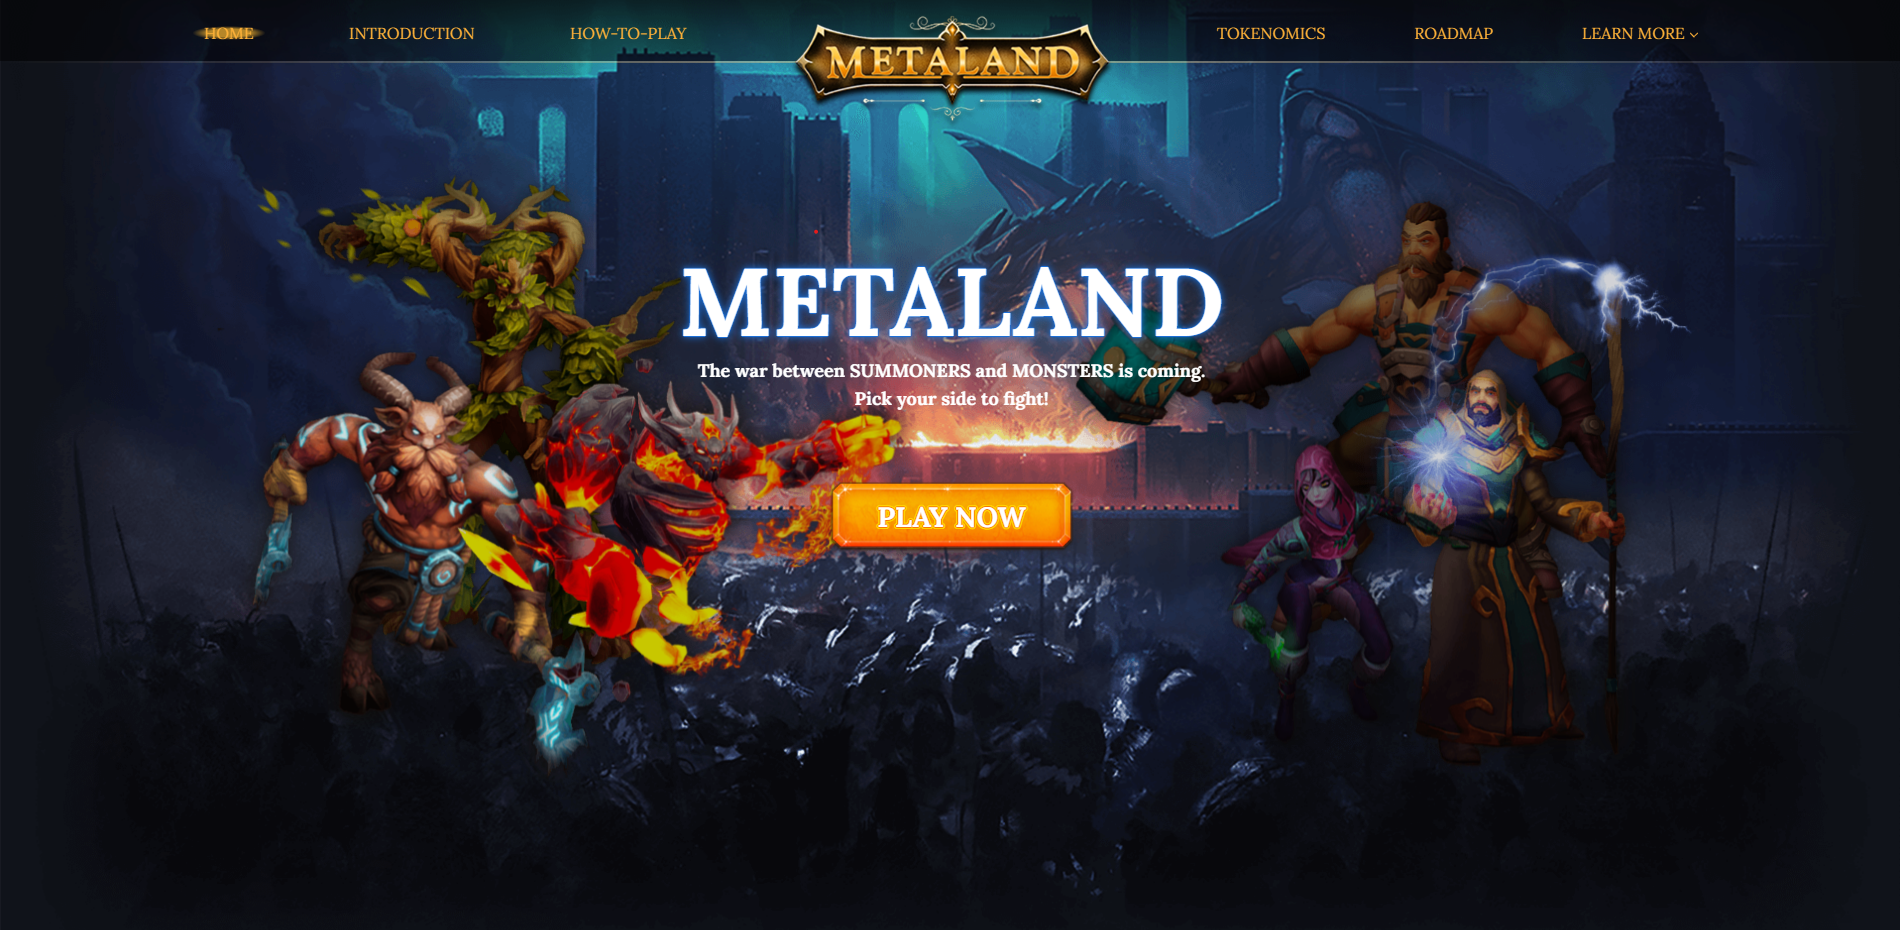 HOME
INTRODUCTION
HOW-TO-PLAY
METALAND
TOKENOMICS
ROADMAP
LEARN MORE
METALAND
The war between SUMMONERS and MONSTERS is coming.
Pick your side to fight!
PLAY NOW